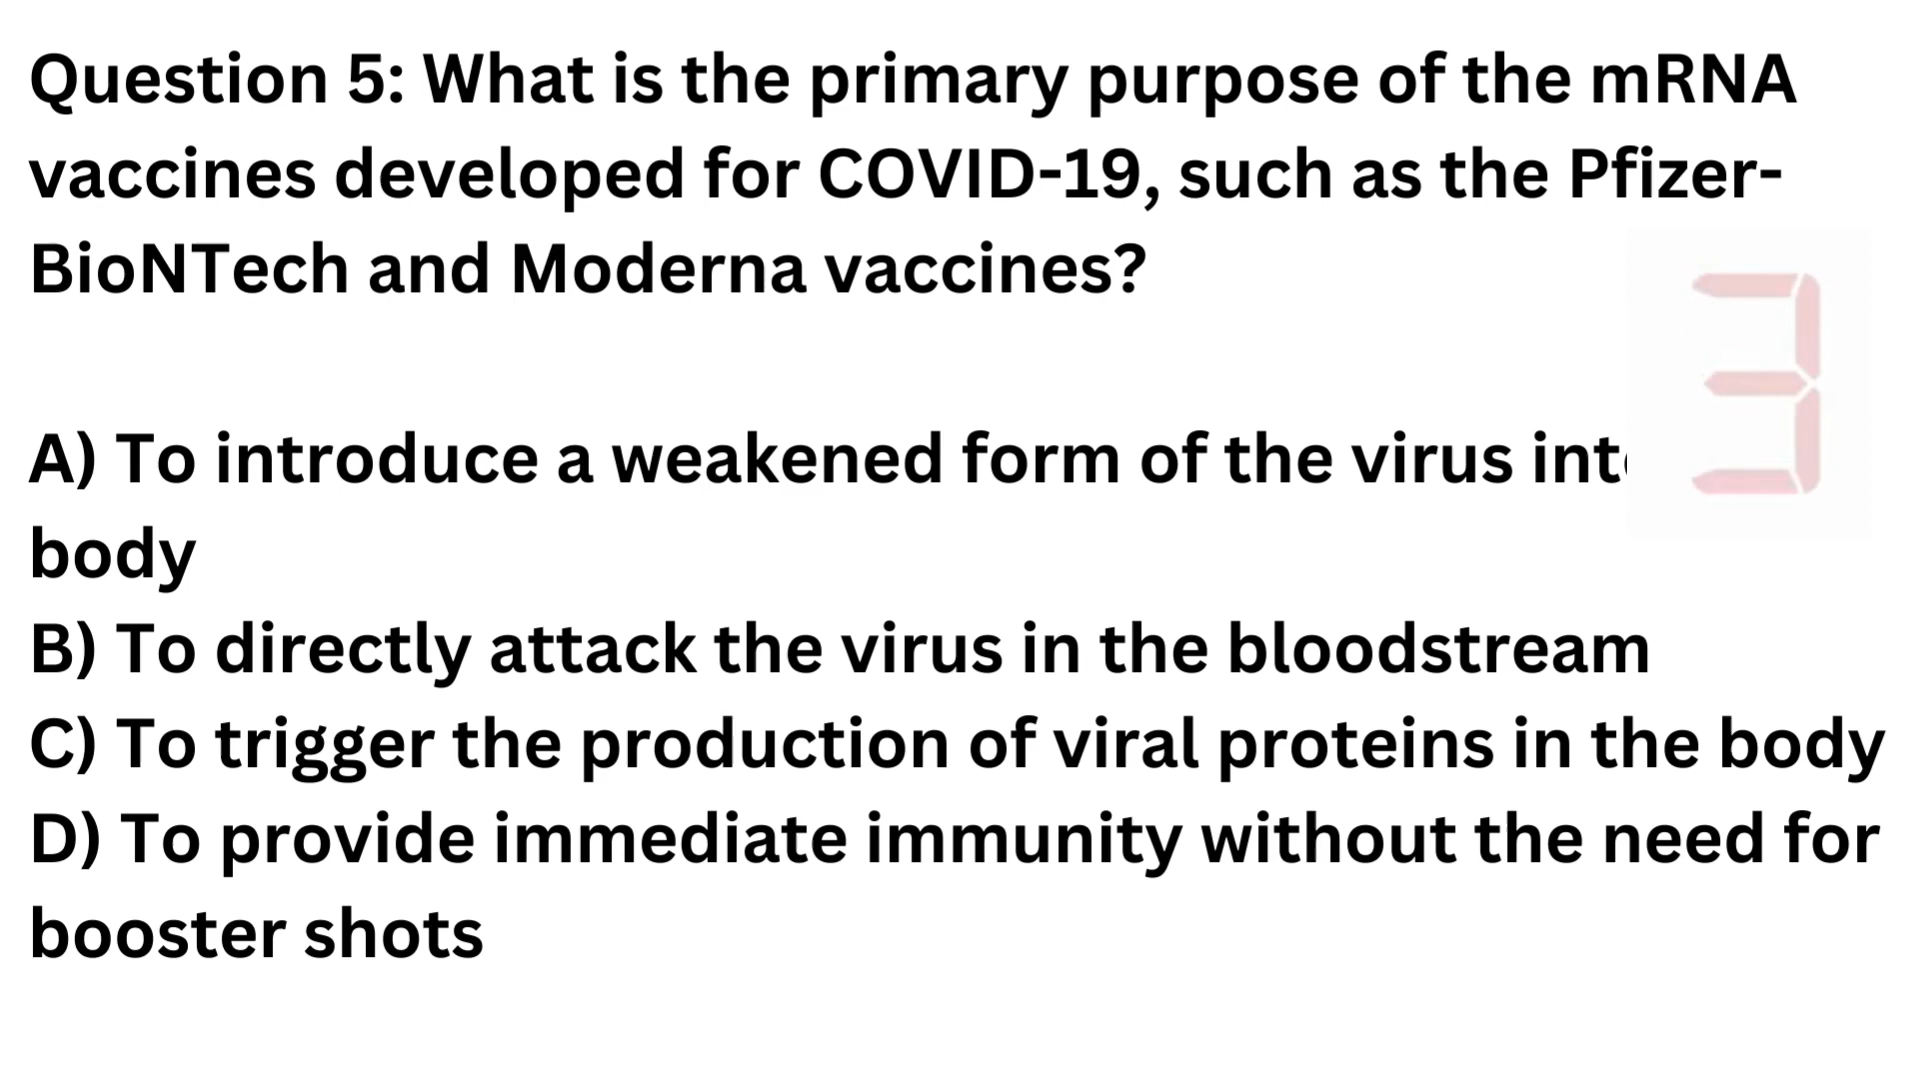 Question 5: What is the primary purpose of the mRNA
vaccines developed for COVID-19, such as the Pfizer-
BioNTech and Moderna vaccines?
3
A) To introduce a weakened form of the virus
body
B) To directly attack the virus in the bloodstream
C) To trigger the production of viral proteins in the body
D) To provide immediate immunity without the need for
booster shots